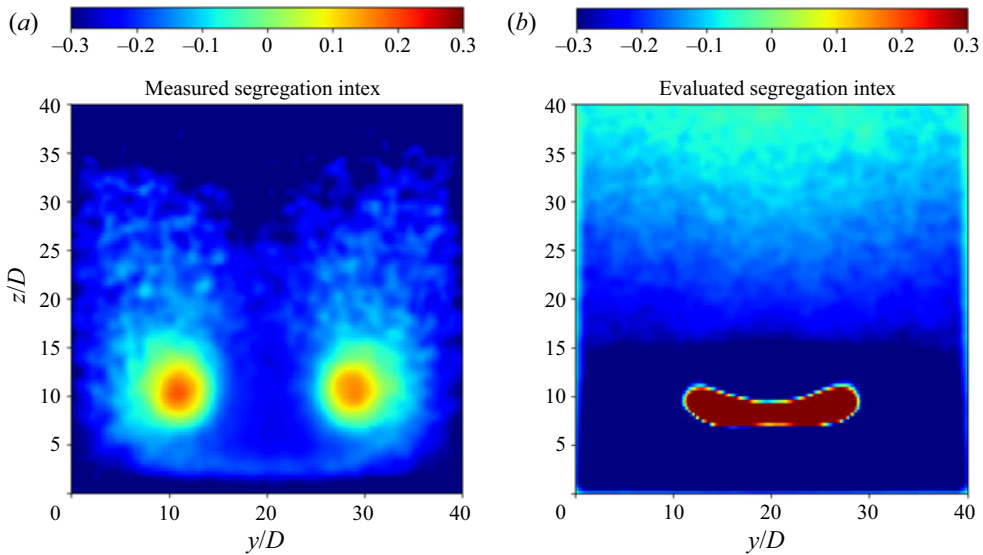 (a)
–0.3 –0.2 –0.1 0 0.1 0.2 0.3
Measured segregation intex
40
35
30
25
20
15
10
5
0
z/D
10 20 30 40
y/D
(b)
–0.3 –0.2 –0.1 0 0.1 0.2 0.3
Evaluated segregation intex
40
35
30
25
20
15
10
5
0
10 20 30 40
y/D